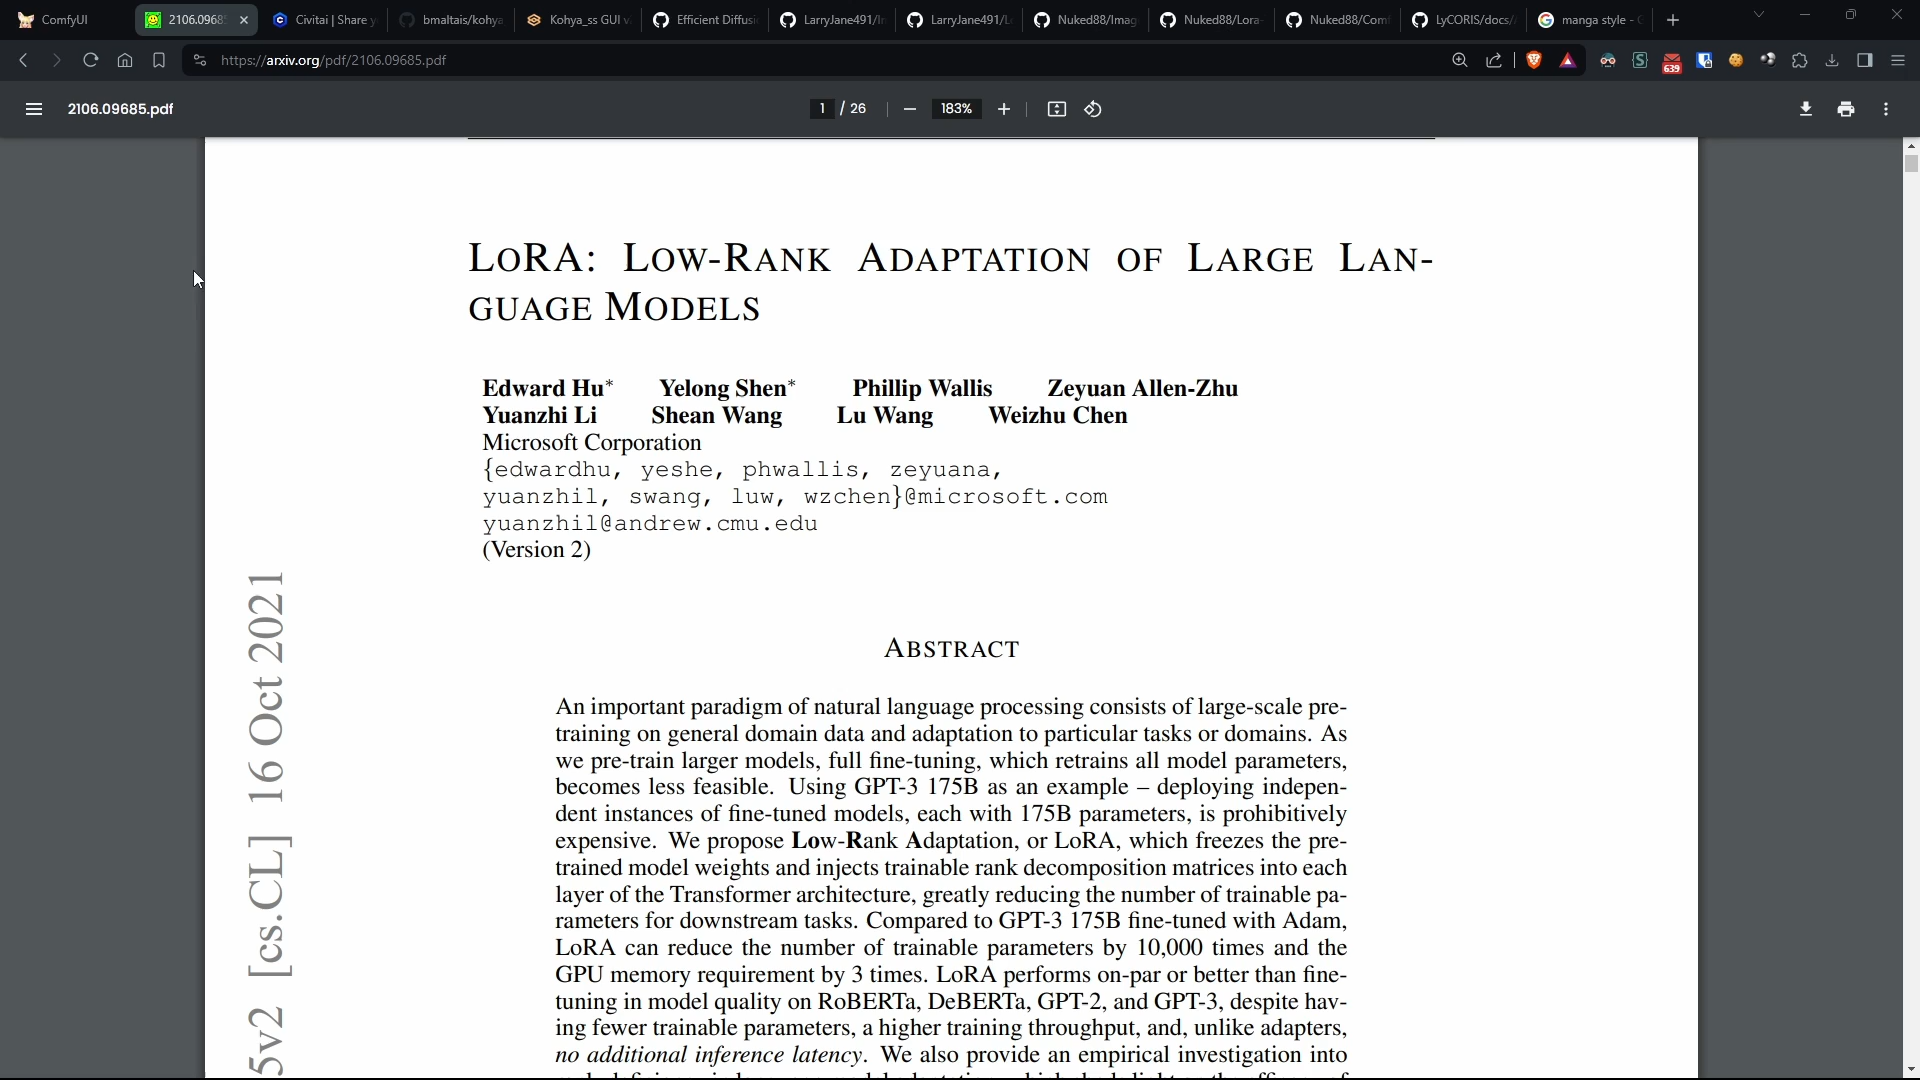 ComfyUI
2106.0968
Civitai | Share y
bmaltais/kohya
Kohya_ss GUI v
Efficient Diffusi
LarryJane491/
LarryJane491/
Nuked88/Imag
Nuked88/Lora-
Nuked88/Com
LyCORIS/docs/
manga style -
https://arxiv.org/pdf/2106.09685.pdf
639
2106.09685.pdf
1 / 26
183%
LoRA: Low-Rank Adaptation of Large Lan-
guage Models
Edward Hu* Yelong Shen* Phillip Wallis Zeyuan Allen-Zhu
Yuanzhi Li Shean Wang Lu Wang Weizhu Chen
Microsoft Corporation
{edwardhu, yeshe, phwallis, zeyuana,
yuanzhil, swang, luw, wzchen}@microsoft.com
yuanzhil@andrew.cmu.edu
(Version 2)
Abstract
An important paradigm of natural language processing consists of large-scale pre-
training on general domain data and adaptation to particular tasks or domains. As
we pre-train larger models, full fine-tuning, which retrains all model parameters,
becomes less feasible. Using GPT-3 175B as an example – deploying indepen-
dent instances of fine-tuned models, each with 175B parameters, is prohibitively
expensive. We propose Low-Rank Adaptation, or LoRA, which freezes the pre-
trained model weights and injects trainable rank decomposition matrices into each
layer of the Transformer architecture, greatly reducing the number of trainable pa-
rameters for downstream tasks. Compared to GPT-3 175B fine-tuned with Adam,
LoRA can reduce the number of trainable parameters by 10,000 times and the
GPU memory requirement by 3 times. LoRA performs on-par or better than fine-
tuning in model quality on RoBERTa, DeBERTa, GPT-2, and GPT-3, despite hav-
ing fewer trainable parameters, a higher training throughput, and, unlike adapters,
no additional inference latency. We also provide an empirical investigation into
5v2 [cs.CL] 16 Oct 2021